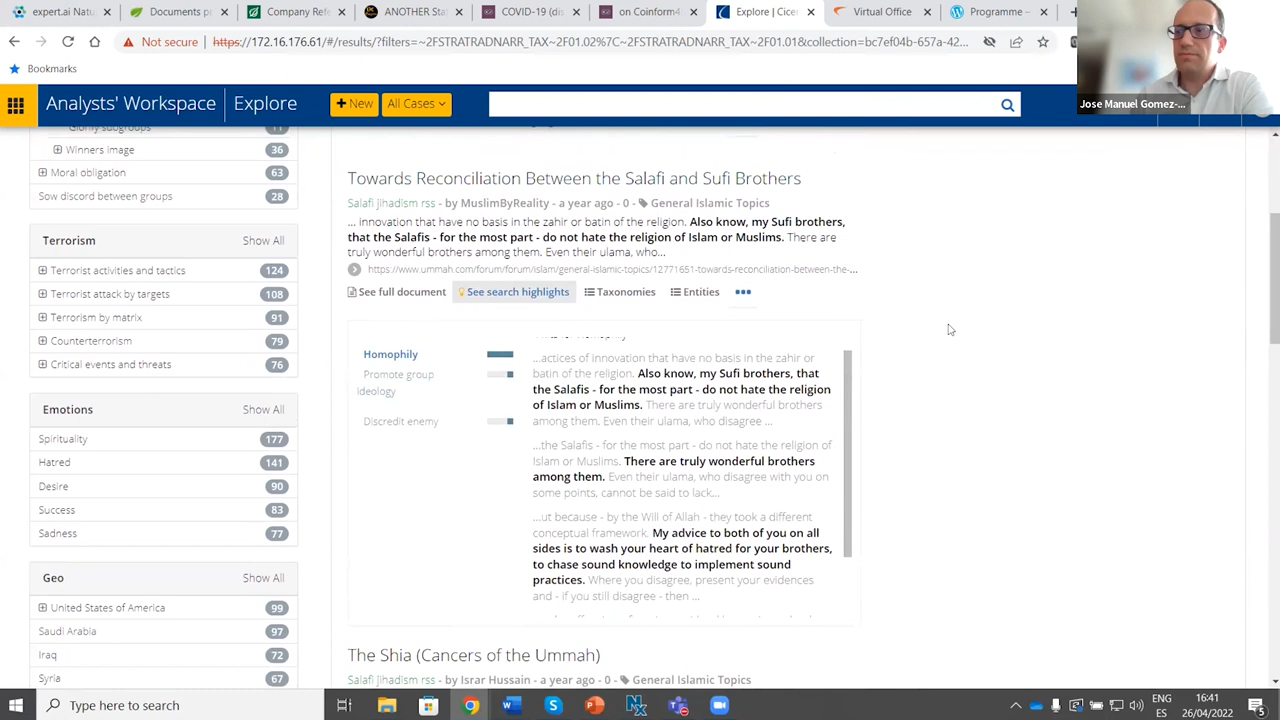 expert.ai Natu
Documents p
Company Refe
ANOTHER Sta
COVID-19 (dis
on Coinform4
Explore | Cice
Virtual Office
Programme –
Not secure
https://172.16.176.61/#/results/?filters=~2FSTRATRADNARR_TAX~2F01.02%7C~2FSTRATRADNARR_TAX~2F01.01&collection=bc7ef04b-657a-42...
Bookmarks
Jose Manuel Gomez-...
Analysts' Workspace
Explore
New
All Cases
Glorify subgroups 11
Winners image 36
Moral obligation 63
Sow discord between groups 28
Terrorism Show All
Terrorist activities and tactics 124
Terrorist attack by targets 108
Terrorism by matrix 91
Counterterrorism 79
Critical events and threats 76
Emotions Show All
Spirituality 177
Hatred 141
Desire 90
Success 83
Sadness 77
Geo Show All
United States of America 99
Saudi Arabia 97
Iraq 72
Syria 67
Towards Reconciliation Between the Salafi and Sufi Brothers
Salafi jihadism rss - by MuslimByReality - a year ago - 0 - General Islamic Topics
... innovation that have no basis in the zahir or batin of the religion. Also know, my Sufi brothers,
that the Salafis - for the most part - do not hate the religion of Islam or Muslims. There are
truly wonderful brothers among them. Even their ulama, who...
https://www.ummah.com/forum/forum/islam/general-islamic-topics/12771651-towards-reconciliation-between-the-...
See full document
See search highlights
Taxonomies
Entities
Homophily
Promote group
ideology
Discredit enemy
...actices of innovation that have no basis in the zahir or
batin of the religion. Also know, my Sufi brothers, that
the Salafis - for the most part - do not hate the religion
of Islam or Muslims. There are truly wonderful brothers
among them. Even their ulama, who disagree ...
...the Salafis - for the most part - do not hate the religion of
Islam or Muslims. There are truly wonderful brothers
among them. Even their ulama, who disagree with you on
some points, cannot be said to lack...
...ut because - by the Will of Allah - they took a different
conceptual framework. My advice to both of you on all
sides is to wash your heart of hatred for your brothers,
to chase sound knowledge to implement sound
practices. Where you disagree, present your evidences
and - if you still disagree - then ...
The Shia (Cancers of the Ummah)
Salafi jihadism rss - by Israr Hussain - a year ago - 0 - General Islamic Topics
Type here to search
ENG
ES
16:41
26/04/2022
5